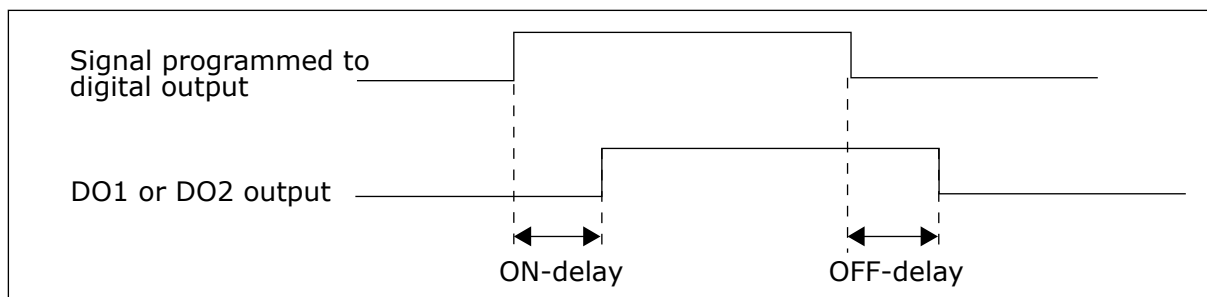 Signal programmed to
digital output
DO1 or DO2 output
ON-delay
OFF-delay